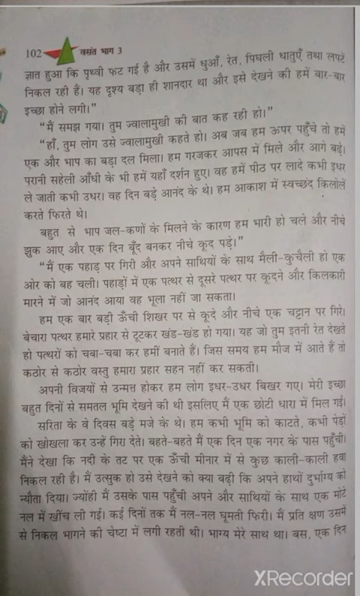 102 वसंत भाग 3
ज्ञात हुआ कि पृथ्वी फट गई है और उसमें धुआँ, रेत, पिघली धातुएँ तथा लपटें
निकल रही हैं। यह दृश्य बड़ा ही शानदार था और इसे देखने की हमें बार-बार
इच्छा होने लगी।"
"मैं समझ गया। तुम ज्वालामुखी की बात कह रही हो।"
"हाँ, तुम लोग उसे ज्वालामुखी कहते हो। अब जब हम ऊपर पहुँचे तो हमें
एक और भाप का बड़ा दल मिला। हम गरजकर आपस में मिले और आगे बढ़े।
पुरानी सहेली आँधी के भी हमें यहाँ दर्शन हुए। वह हमें पीठ पर लादे कभी इधर
ले जाती कभी उधर। वह दिन बड़े आनंद के थे। हम आकाश में स्वच्छंद किलोलें
करते फिरते थे।
बहुत से भाप जल-कणों के मिलने के कारण हम भारी हो चले और नीचे
झुक आए और एक दिन बूँद बनकर नीचे कूद पड़े।"
"मैं एक पहाड़ पर गिरी और अपने साथियों के साथ मैली-कुचैली हो एक
ओर को बह चली। पहाड़ों में एक पत्थर से दूसरे पत्थर पर कूदने और किलकारी
मारने में जो आनंद आया वह भूला नहीं जा सकता।
हम एक बार बड़ी ऊँची शिखर पर से कूदे और नीचे एक चट्टान पर गिरे।
बेचारा पत्थर हमारे प्रहार से टूटकर खंड-खंड हो गया। यह जो तुम इतनी रेत देखते
हो पत्थरों को चबा-चबा कर हमीं बनाते हैं। जिस समय हम मौज में आते हैं तो
कठोर से कठोर वस्तु हमारा प्रहार सहन नहीं कर सकती।
अपनी विजयों से उन्मत्त होकर हम लोग इधर-उधर बिखर गए। मेरी इच्छा
बहुत दिनों से समतल भूमि देखने की थी इसलिए मैं एक छोटी धारा में मिल गई।
सरिता के वे दिवस बड़े मजे के थे। हम कभी भूमि को काटते, कभी पेड़ों
को खोखला कर उन्हें गिरा देते। बहते-बहते मैं एक दिन एक नगर के पास पहुँची।
मैंने देखा कि नदी के तट पर एक ऊँची मीनार में से कुछ काली-काली हवा
निकल रही है। मैं उत्सुक हो उसे देखने को क्या बढ़ी कि अपने हाथों दुर्भाग्य को
न्यौता दिया। ज्योंही मैं उसके पास पहुँची अपने और साथियों के साथ एक मोटे
नल में खींच ली गई। कई दिनों तक मैं नल-नल घूमती फिरी। मैं प्रति क्षण उसमें
से निकल भागने की चेष्टा में लगी रहती थी। भाग्य मेरे साथ था। बस, एक दिन
XRecorder